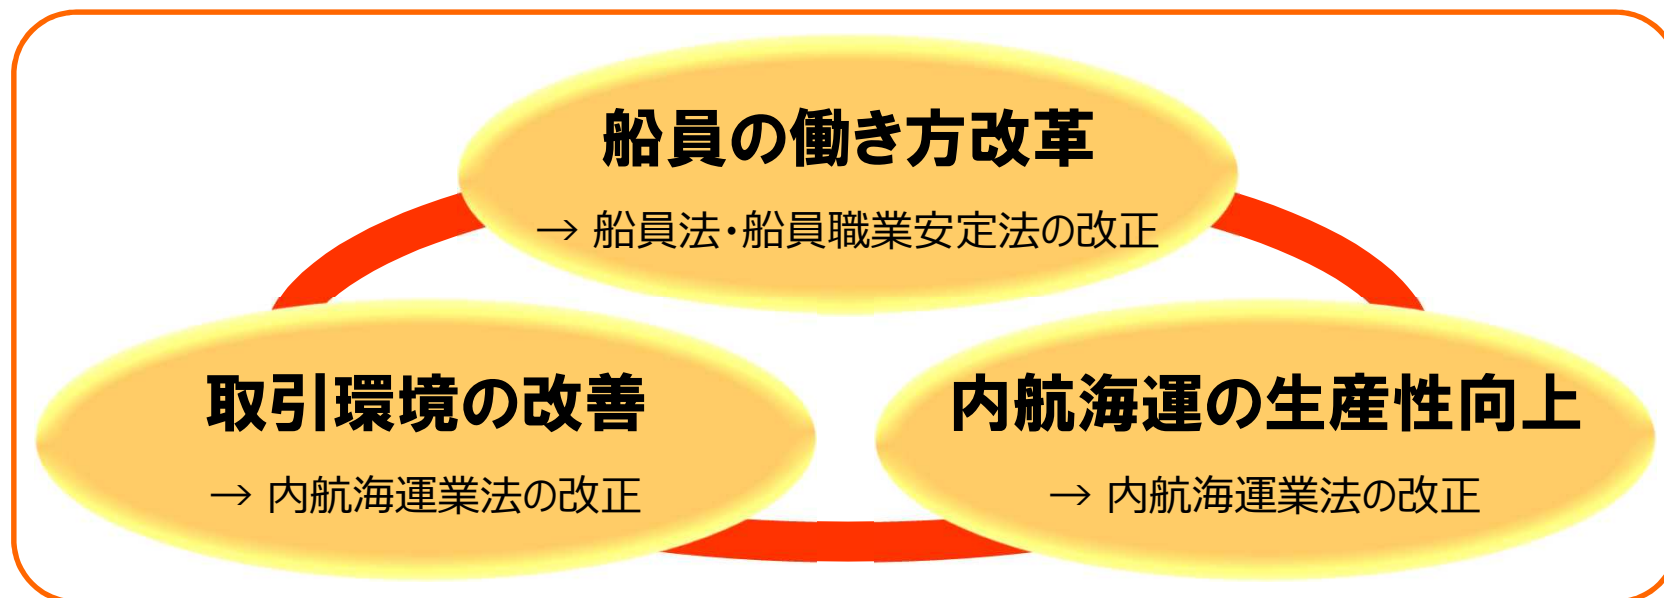 船員の働き方改革
→ 船員法・船員職業安定法の改正
取引環境の改善
→ 内航海運業法の改正
内航海運の生産性向上
→ 内航海運業法の改正